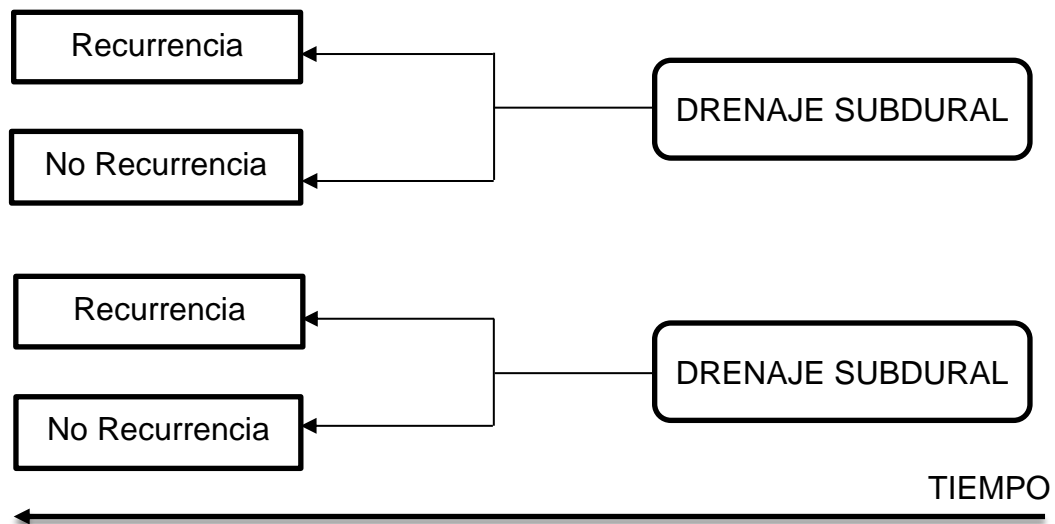 Recurrencia
DRENAJE SUBDURAL
No Recurrencia
Recurrencia
DRENAJE SUBDURAL
No Recurrencia
TIEMPO